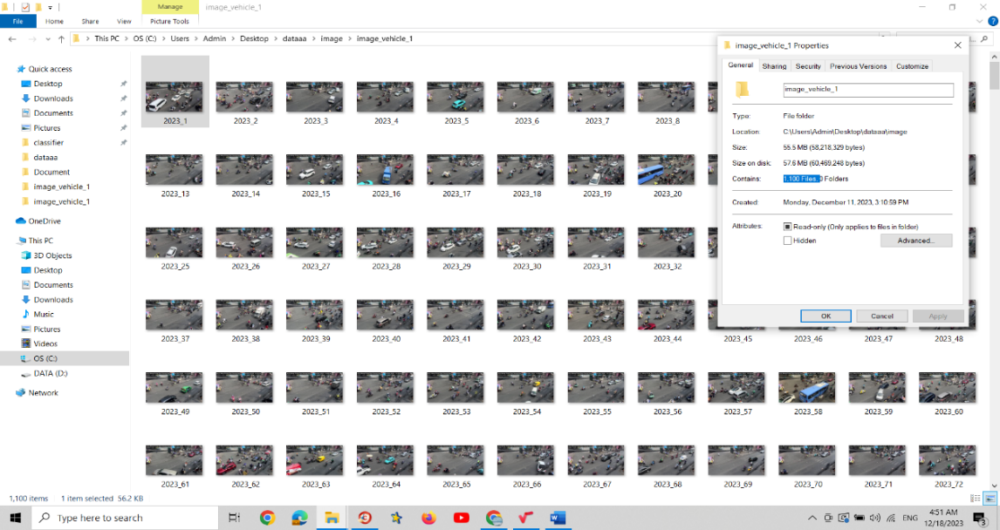 Manage
image_vehicle_1
File
Home
Share
View
Picture Tools
This PC
OS (C:)
Users
Admin
Desktop
dataaa
image
image_vehicle_1
Quick access
Desktop
Downloads
Documents
Pictures
classifier
dataaa
Document
image_vehicle_1
image_vehicle_1
OneDrive
This PC
3D Objects
Desktop
Documents
Downloads
Music
Pictures
Videos
OS (C:)
DATA (D:)
Network
2023_1
2023_2
2023_3
2023_4
2023_5
2023_6
2023_7
2023_8
2023_13
2023_14
2023_15
2023_16
2023_17
2023_18
2023_19
2023_20
2023_25
2023_26
2023_27
2023_28
2023_29
2023_30
2023_31
2023_32
2023_37
2023_38
2023_39
2023_40
2023_41
2023_42
2023_43
2023_44
2023_45
2023_46
2023_47
2023_48
2023_49
2023_50
2023_51
2023_52
2023_53
2023_54
2023_55
2023_56
2023_57
2023_58
2023_59
2023_60
2023_61
2023_62
2023_63
2023_64
2023_65
2023_66
2023_67
2023_68
2023_69
2023_70
2023_71
2023_72
image_vehicle_1 Properties
General
Sharing
Security
Previous Versions
Customize
image_vehicle_1
Type: File folder
Location: C:\Users\Admin\Desktop\dataaa\image
Size: 55.5 MB (58,218,329 bytes)
Size on disk: 57.6 MB (60,469,248 bytes)
Contains: 1,100 Files, 0 Folders
Created: Monday, December 11, 2023, 3:10:59 PM
Attributes:
Read-only (Only applies to files in folder)
Hidden
Advanced...
OK
Cancel
Apply
1,100 items
1 item selected 56.2 KB
Type here to search
ENG
4:51 AM
12/18/2023
3